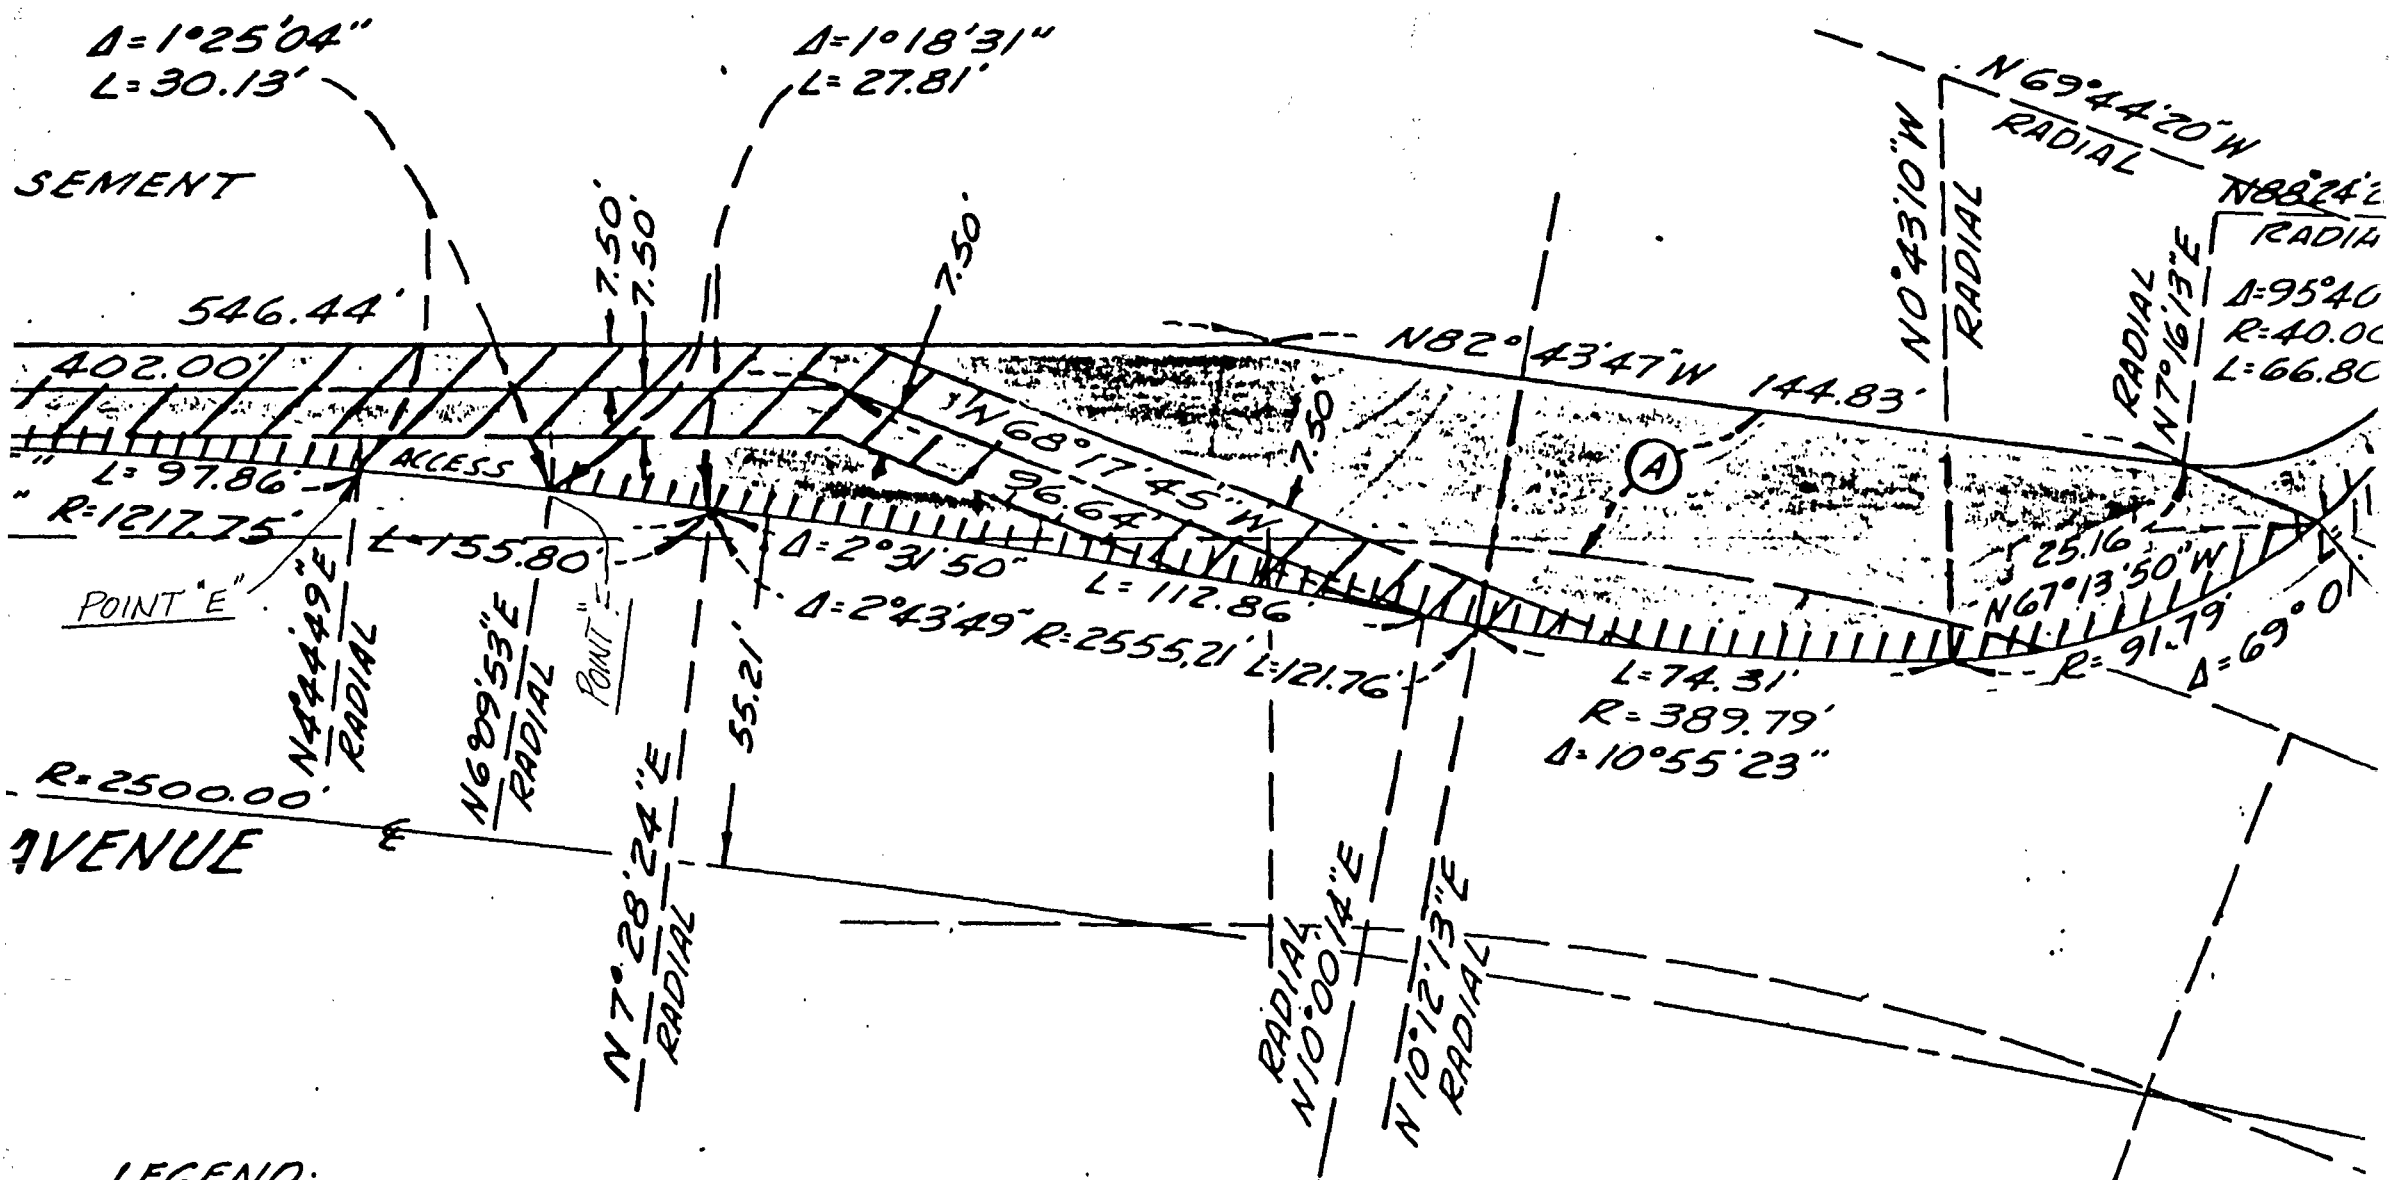 Δ=1°25'04"
L=30.13'
Δ=1°18'31"
L=27.81'
N69°44'20"W
RADIAL
SEMENT
N0°43'10"W
RADIAL
RADIAL
N7°16'13"E
7.50'
7.50'
7.50'
546.44'
402.00'
N82°43'47"W 144.83'
R=40.00
L=66.80
Δ=95°40
N68°17'45"W
96.64'
7.50'
A
ACCESS
L=97.86'
R=1217.75'
L=155.80'
POINT "E"
N4°44'49"E
RADIAL
N6°09'53"E
RADIAL
POINT
Δ=2°31'50"
L=112.86'
Δ=2°43'49" R=2555.21' L=121.76'
55.21'
25.16'
N67°13'50"W
R=91.79'
Δ=69°0
L=74.31'
R=389.79'
Δ=10°55'23"
R=2500.00'
AVENUE
℄
N7°28'24"E
RADIAL
RADIAL
N10°00'14"E
N10°12'13"E
RADIAL
LEGEND: